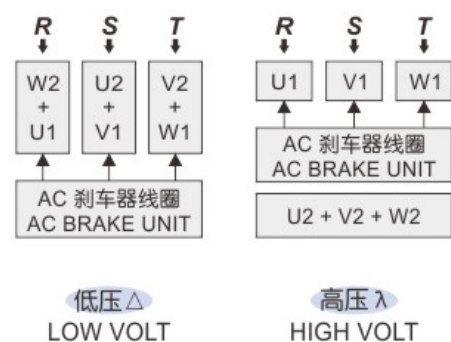 R S T
W2 + U1
U2 + V1
V2 + W1
AC 刹车器线圈
AC BRAKE UNIT
低压 △
LOW VOLT
R S T
U1 V1 W1
AC 刹车器线圈
AC BRAKE UNIT
U2 + V2 + W2
高压 λ
HIGH VOLT